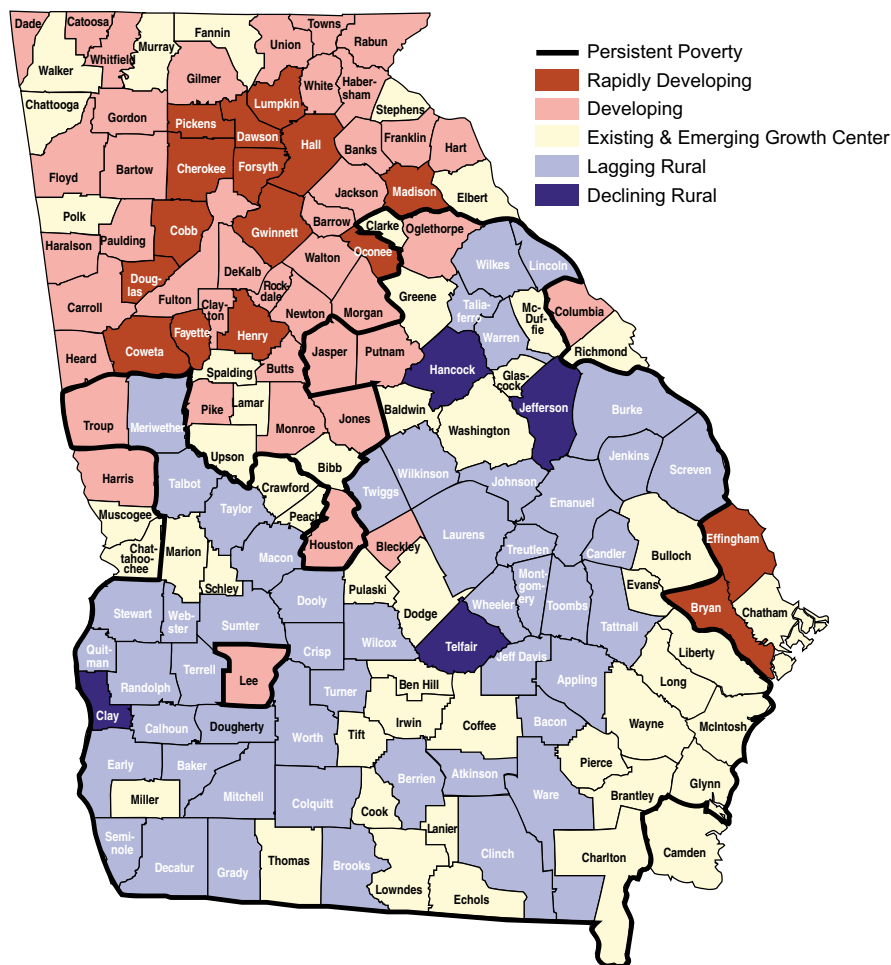 Persistent Poverty
Rapidly Developing
Developing
Existing & Emerging Growth Center
Lagging Rural
Declining Rural
Dade
Catoosa
Whitfield
Murray
Fannin
Towns
Union
Rabun
Walker
Gilmer
White
Haber-
sham
Stephens
Chattooga
Gordon
Pickens
Lumpkin
Dawson
Hall
Banks
Franklin
Hart
Floyd
Bartow
Cherokee
Forsyth
Jackson
Madison
Elbert
Polk
Haralson
Paulding
Cobb
Gwinnett
Barrow
Clarke
Oglethorpe
Oconee
Walton
Wilkes
Lincoln
Doug-
las
DeKalb
Rock-
dale
Carroll
Fulton
Clay-
ton
Newton
Morgan
Greene
Talia-
ferro
Mc-
Duf-
fie
Columbia
Heard
Coweta
Fayette
Henry
Butts
Jasper
Putnam
Hancock
Warren
Richmond
Spalding
Glas-
cock
Troup
Meriwether
Pike
Lamar
Monroe
Jones
Baldwin
Washington
Jefferson
Burke
Upson
Bibb
Harris
Talbot
Crawford
Twiggs
Wilkinson
Johnson
Jenkins
Screven
Taylor
Peach
Emanuel
Muscogee
Chat-
tahoo-
chee
Marion
Macon
Houston
Bleckley
Laurens
Treutlen
Candler
Bulloch
Effingham
Schley
Pulaski
Dodge
Wheeler
Mont-
gom-
ery
Toombs
Evans
Tattnall
Bryan
Chatham
Stewart
Web-
ster
Sumter
Dooly
Crisp
Wilcox
Telfair
Jeff Davis
Appling
Liberty
Long
Quit-
man
Randolph
Terrell
Lee
Turner
Ben Hill
Irwin
Coffee
Bacon
Wayne
McIntosh
Clay
Calhoun
Dougherty
Worth
Tift
Pierce
Early
Baker
Mitchell
Colquitt
Berrien
Atkinson
Ware
Brantley
Glynn
Miller
Cook
Lanier
Clinch
Charlton
Camden
Semi-
nole
Decatur
Grady
Thomas
Brooks
Lowndes
Echols